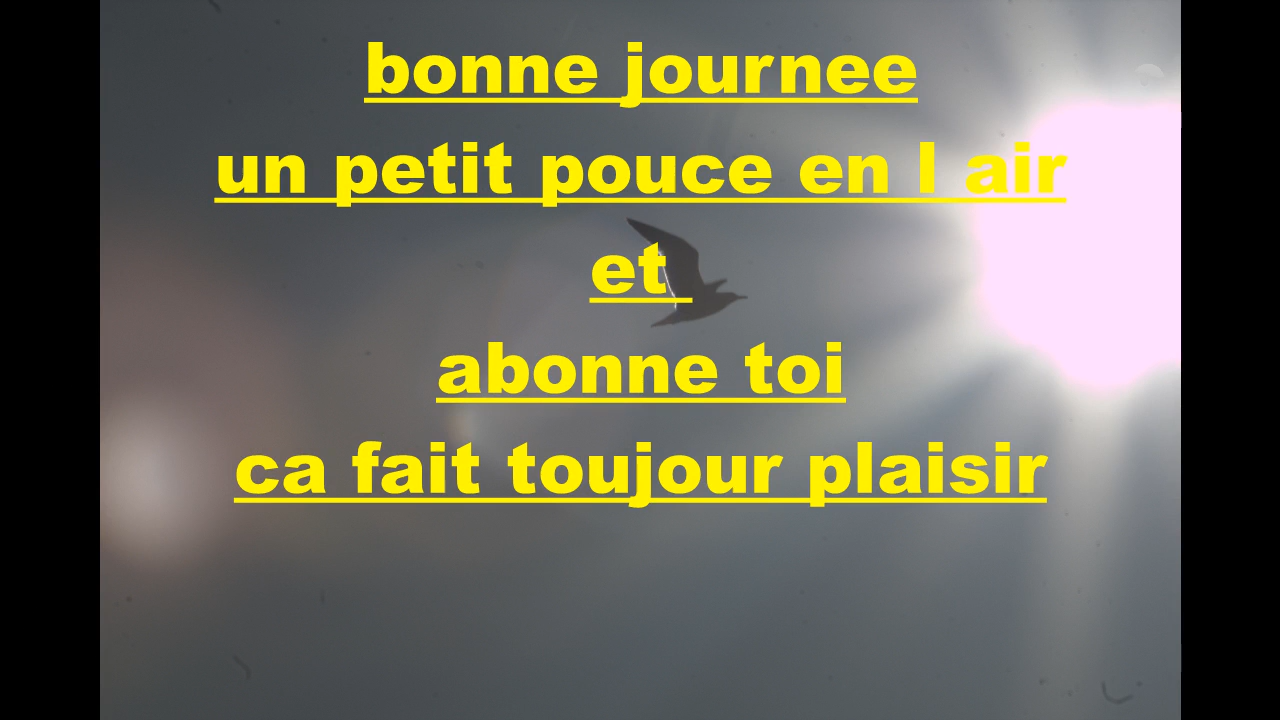 bonne journee
un petit pouce en l air
et
abonne toi
ca fait toujour plaisir